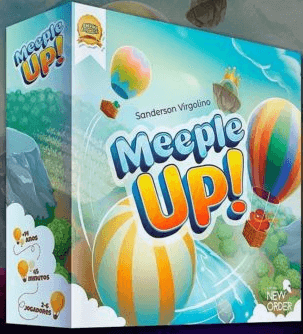 Meeple
UP!
Sanderson Virgolino
Meeple
UP!
+14
ANOS
45
MINUTOS
2-6
JOGADORES
NEW
ORDER